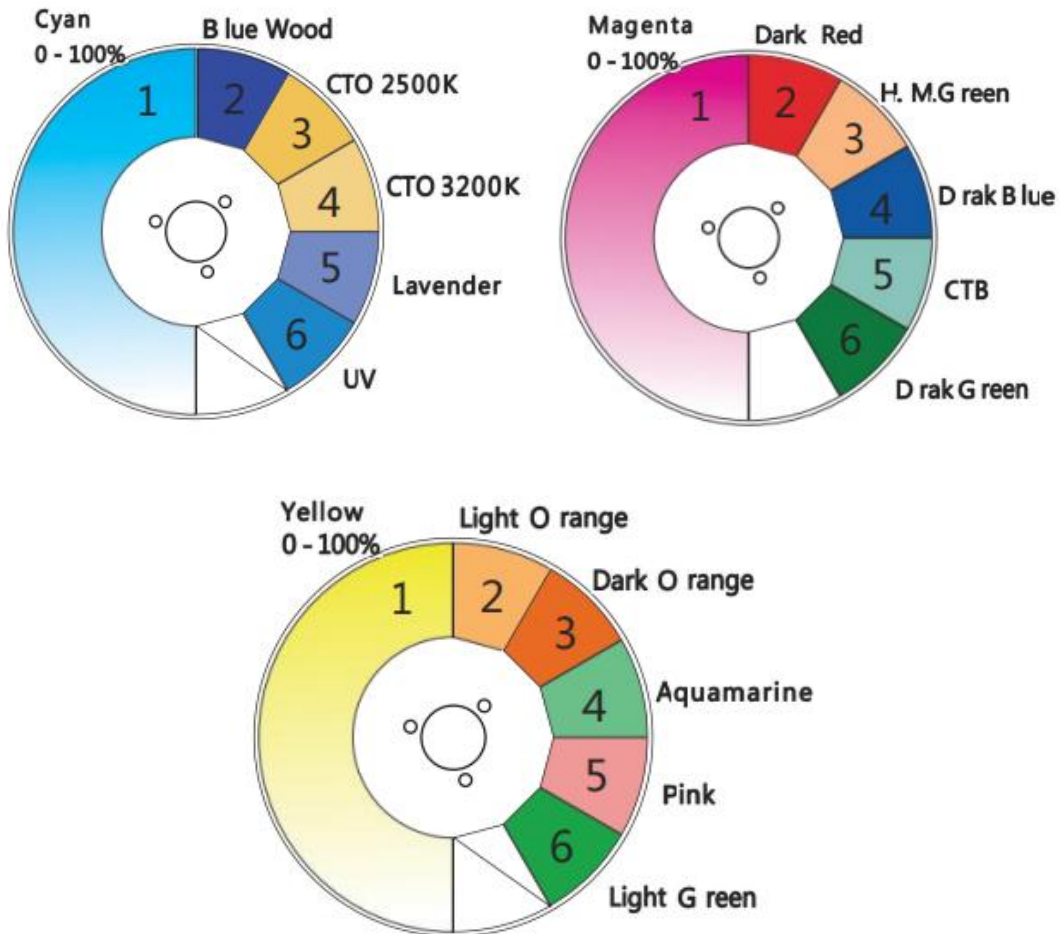 Cyan
0 - 100%
B lue Wood
CTO 2500K
CTO 3200K
Lavender
UV
1
2
3
4
5
6
Magenta
0 - 100%
Dark Red
H. M.G reen
D rak B lue
CTB
D rak G reen
1
2
3
4
5
6
Yellow
0 - 100%
Light O range
Dark O range
Aquamarine
Pink
Light G reen
1
2
3
4
5
6